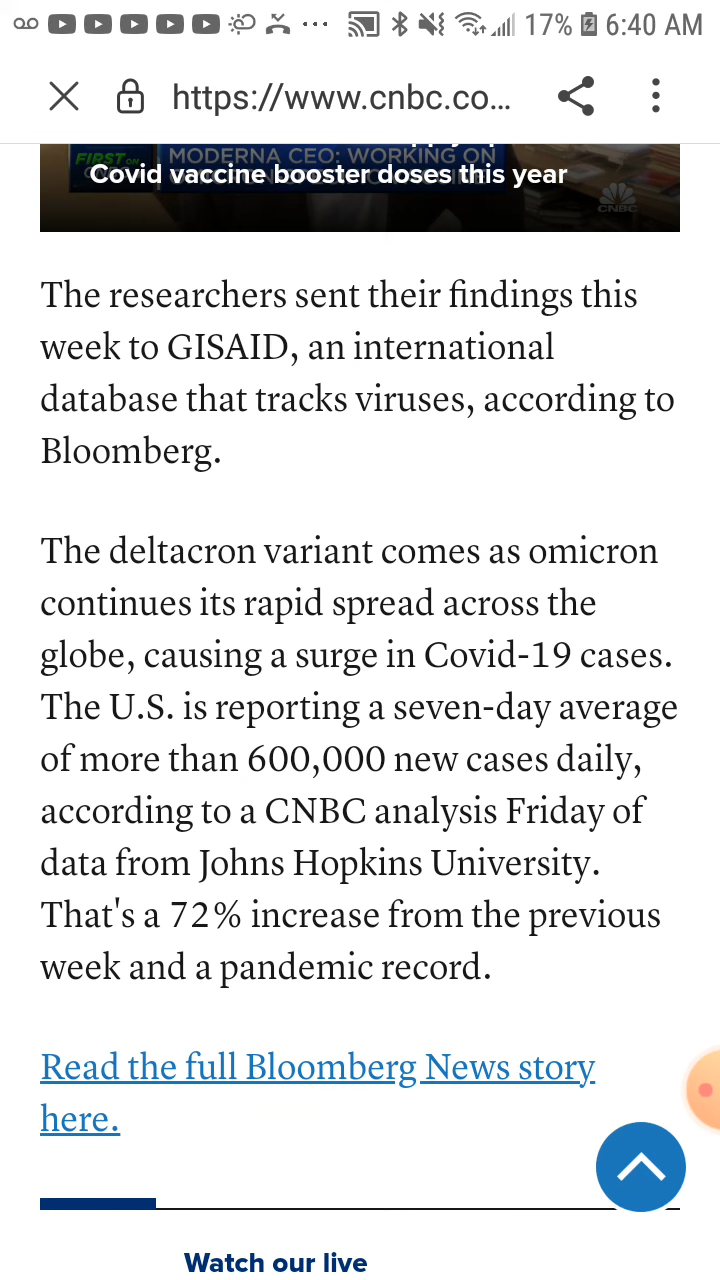 17% 6:40 AM
https://www.cnbc.co...
FIRST ON
MODERNA CEO: WORKING ON
Covid vaccine booster doses this year
CNBC
The researchers sent their findings this
week to GISAID, an international
database that tracks viruses, according to
Bloomberg.
The deltacron variant comes as omicron
continues its rapid spread across the
globe, causing a surge in Covid-19 cases.
The U.S. is reporting a seven-day average
of more than 600,000 new cases daily,
according to a CNBC analysis Friday of
data from Johns Hopkins University.
That's a 72% increase from the previous
week and a pandemic record.
Read the full Bloomberg News story
here.
Watch our live